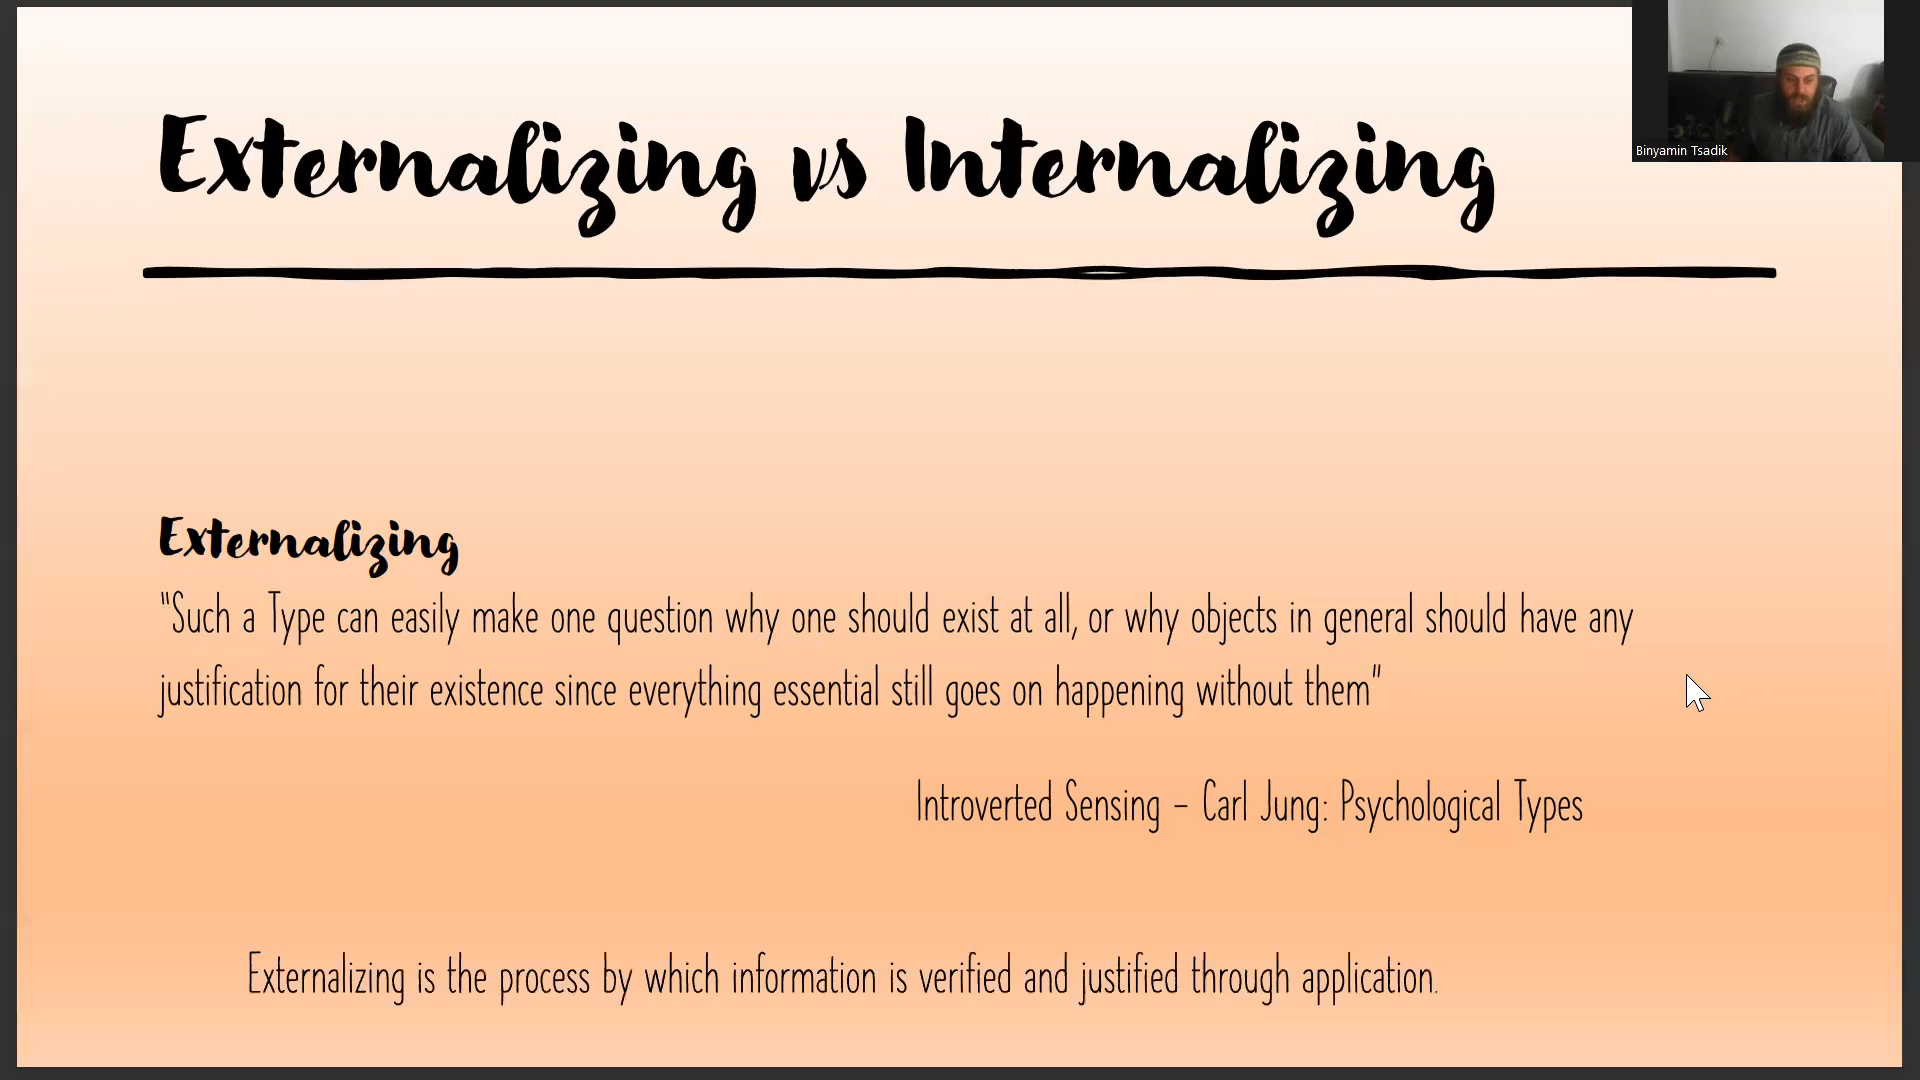 Externalizing vs Internalizing
Binyamin Tsadik
Externalizing
"Such a Type can easily make one question why one should exist at all, or why objects in general should have any
justification for their existence since everything essential still goes on happening without them"
Introverted Sensing – Carl Jung: Psychological Types
Externalizing is the process by which information is verified and justified through application.